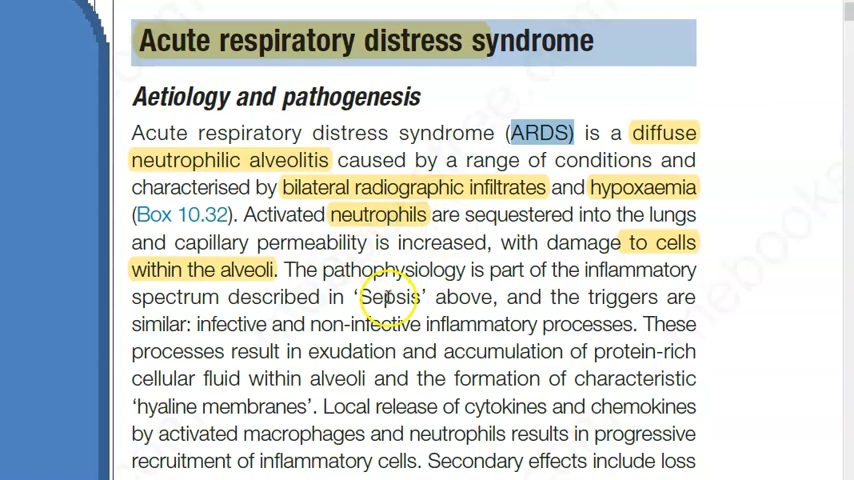 Acute respiratory distress syndrome
Aetiology and pathogenesis
Acute respiratory distress syndrome (ARDS) is a diffuse
neutrophilic alveolitis caused by a range of conditions and
characterised by bilateral radiographic infiltrates and hypoxaemia
(Box 10.32). Activated neutrophils are sequestered into the lungs
and capillary permeability is increased, with damage to cells
within the alveoli. The pathophysiology is part of the inflammatory
spectrum described in ‘Sepsis’ above, and the triggers are
similar: infective and non-infective inflammatory processes. These
processes result in exudation and accumulation of protein-rich
cellular fluid within alveoli and the formation of characteristic
‘hyaline membranes’. Local release of cytokines and chemokines
by activated macrophages and neutrophils results in progressive
recruitment of inflammatory cells. Secondary effects include loss